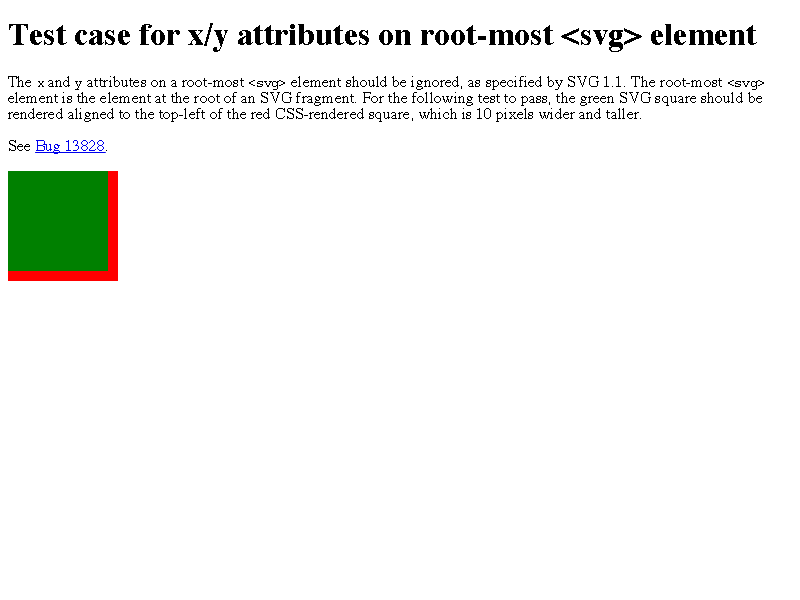 Test case for x/y attributes on root-most <svg> element
The x and y attributes on a root-most <svg> element should be ignored, as specified by SVG 1.1. The root-most <svg>
element is the element at the root of an SVG fragment. For the following test to pass, the green SVG square should be
rendered aligned to the top-left of the red CSS-rendered square, which is 10 pixels wider and taller.
See Bug 13828.